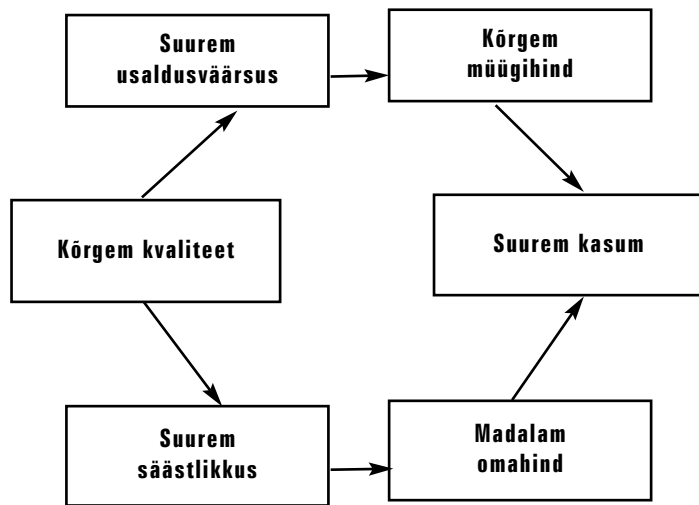 Suurem
usaldusväärsus
Kõrgem
müügihind
Kõrgem kvaliteet
Suurem kasum
Suurem
säästlikkus
Madalam
omahind